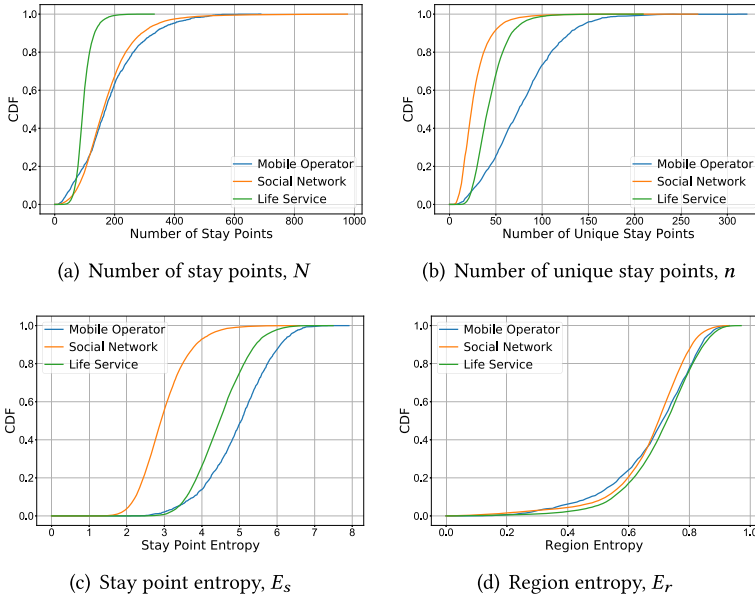 1.0
0.8
0.6
0.4
0.2
0.0
CDF
Mobile Operator
Social Network
Life Service
0 200 400 600 800 1000
Number of Stay Points
(a) Number of stay points, N
1.0
0.8
0.6
0.4
0.2
0.0
CDF
Mobile Operator
Social Network
Life Service
0 50 100 150 200 250 300
Number of Unique Stay Points
(b) Number of unique stay points, n
1.0
0.8
0.6
0.4
0.2
0.0
CDF
Mobile Operator
Social Network
Life Service
0 1 2 3 4 5 6 7 8
Stay Point Entropy
(c) Stay point entropy, Es
1.0
0.8
0.6
0.4
0.2
0.0
CDF
Mobile Operator
Social Network
Life Service
0.0 0.2 0.4 0.6 0.8 1.0
Region Entropy
(d) Region entropy, Er